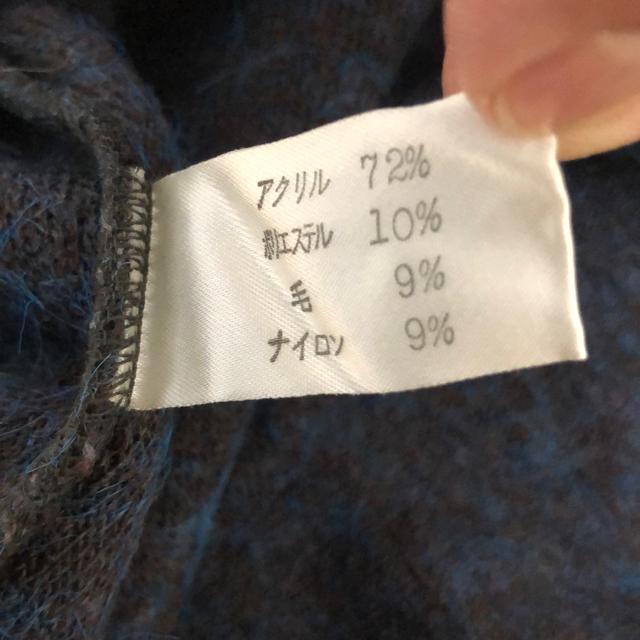 アクリル 72%
ポリエステル 10%
毛 9%
ナイロン 9%